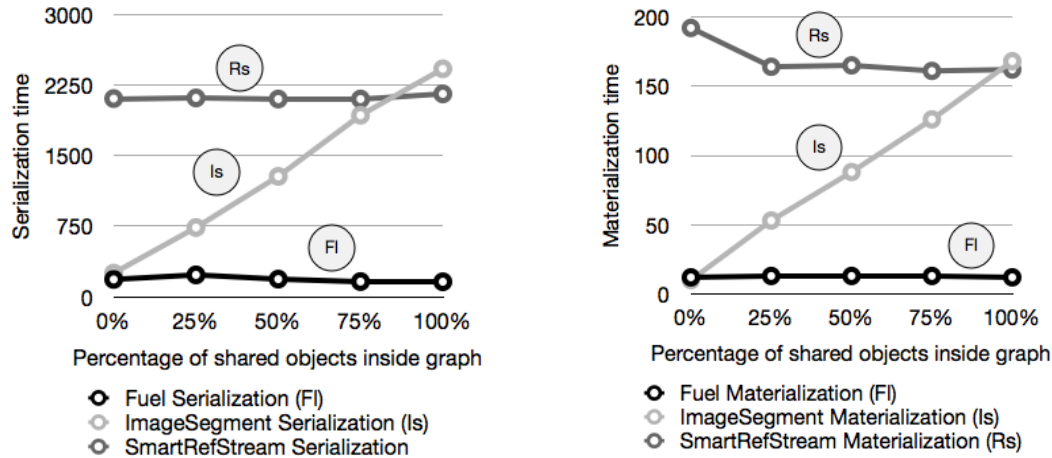 3000
2250
1500
750
0
Serialization time
Rs
Is
Fl
0% 25% 50% 75% 100%
Percentage of shared objects inside graph
Fuel Serialization (Fl)
ImageSegment Serialization (Is)
SmartRefStream Serialization
200
150
100
50
0
Materialization time
Rs
Is
Fl
0% 25% 50% 75% 100%
Percentage of shared objects inside graph
Fuel Materialization (Fl)
ImageSegment Materialization (Is)
SmartRefStream Materialization (Rs)